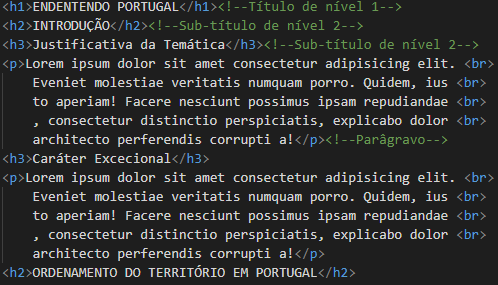 <h1>ENDENTENDO PORTUGAL</h1><!--Título de nível 1-->
<h2>INTRODUÇÃO</h2><!--Sub-título de nível 2-->
<h3>Justificativa da Temática</h3><!--Sub-título de nível 2-->
<p>Lorem ipsum dolor sit amet consectetur adipisicing elit. <br>
Eveniet molestiae veritatis numquam porro. Quidem, ius <br>
to aperiam! Facere nesciunt possimus ipsam repudiandae <br>
, consectetur distinctio perspiciatis, explicabo dolor <br>
architecto perferendis corrupti a!</p><!--Parâgravo-->
<h3>Caráter Excecional</h3>
<p>Lorem ipsum dolor sit amet consectetur adipisicing elit. <br>
Eveniet molestiae veritatis numquam porro. Quidem, ius <br>
to aperiam! Facere nesciunt possimus ipsam repudiandae <br>
, consectetur distinctio perspiciatis, explicabo dolor <br>
architecto perferendis corrupti a!</p>
<h2>ORDENAMENTO DO TERRITÓRIO EM PORTUGAL</h2>